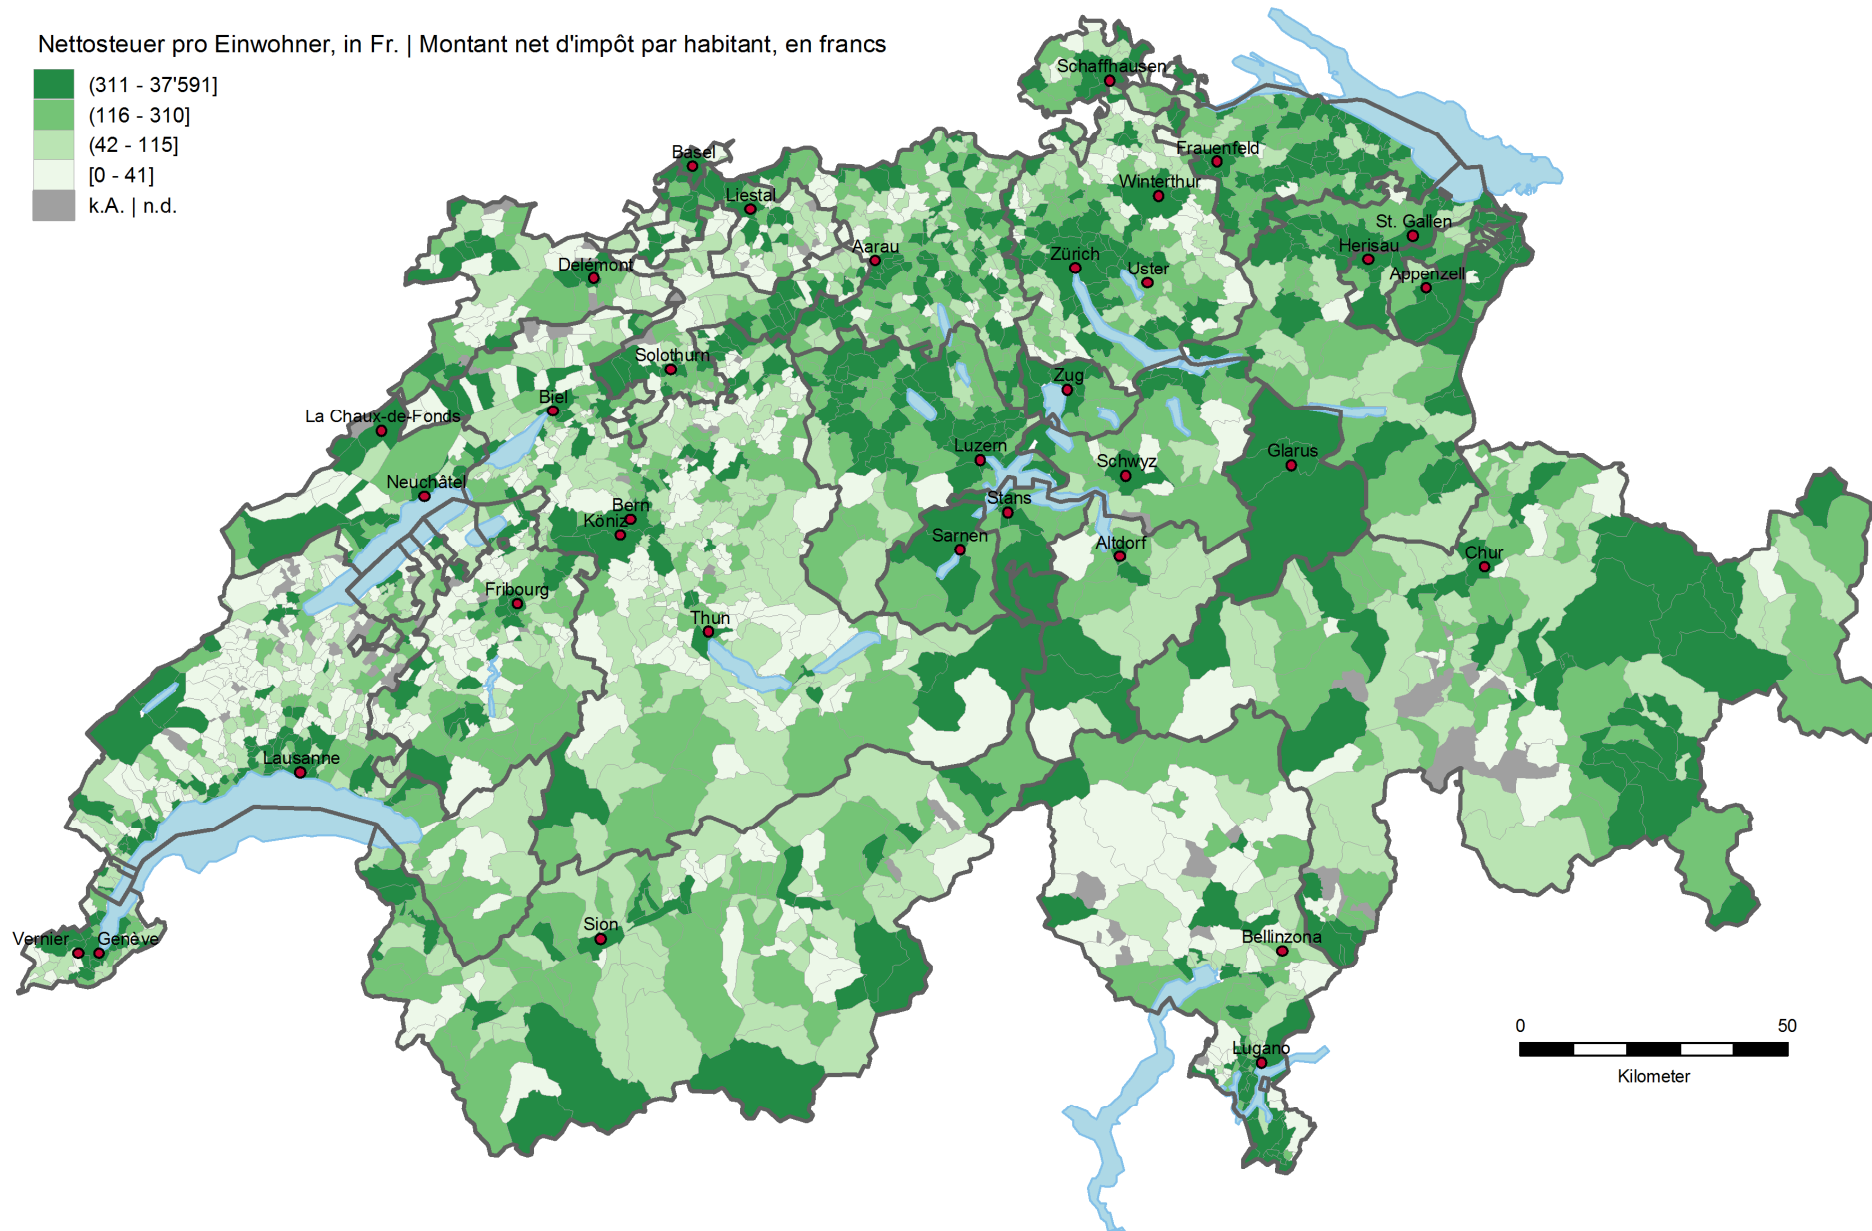 Nettosteuer pro Einwohner, in Fr. | Montant net d'impôt par habitant, en francs
(311 - 37'591]
(116 - 310]
(42 - 115]
[0 - 41]
k.A. | n.d.
Schaffhausen
Basel
Frauenfeld
Liestal
Winterthur
St. Gallen
Aarau
Herisau
Zürich
Uster
Delémont
Appenzell
Solothurn
Zug
Biel
La Chaux-de-Fonds
Luzern
Glarus
Schwyz
Neuchâtel
Stans
Bern
Köniz
Sarnen
Altdorf
Chur
Fribourg
Thun
Lausanne
Sion
Vernier
Genève
Bellinzona
Lugano
0 50
Kilometer